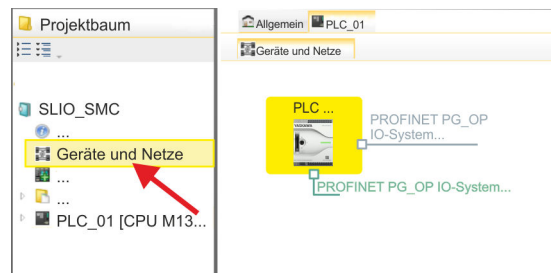 Projektbaum
SLIO_SMC
...
Geräte und Netze
...
...
PLC_01 [CPU M13...
Allgemein
PLC_01
Geräte und Netze
PLC ...
YASKAWA
PROFINET PG_OP
IO-System...
PROFINET PG_OP IO-System...